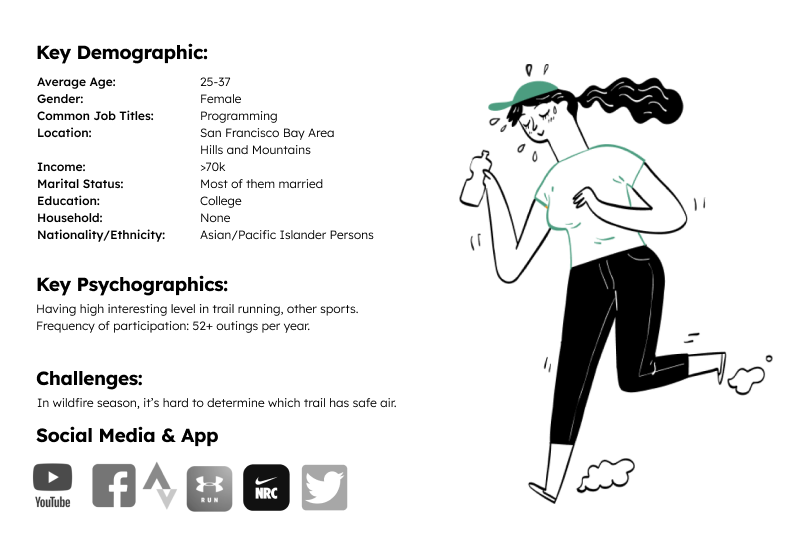 Key Demographic:
Average Age: 25-37
Gender: Female
Common Job Titles: Programming
Location: San Francisco Bay Area
Hills and Mountains
Income: >70k
Marital Status: Most of them married
Education: College
Household: None
Nationality/Ethnicity: Asian/Pacific Islander Persons
Key Psychographics:
Having high interesting level in trail running, other sports.
Frequency of participation: 52+ outings per year.
Challenges:
In wildfire season, it’s hard to determine which trail has safe air.
Social Media & App
YouTube
RUN
NRC